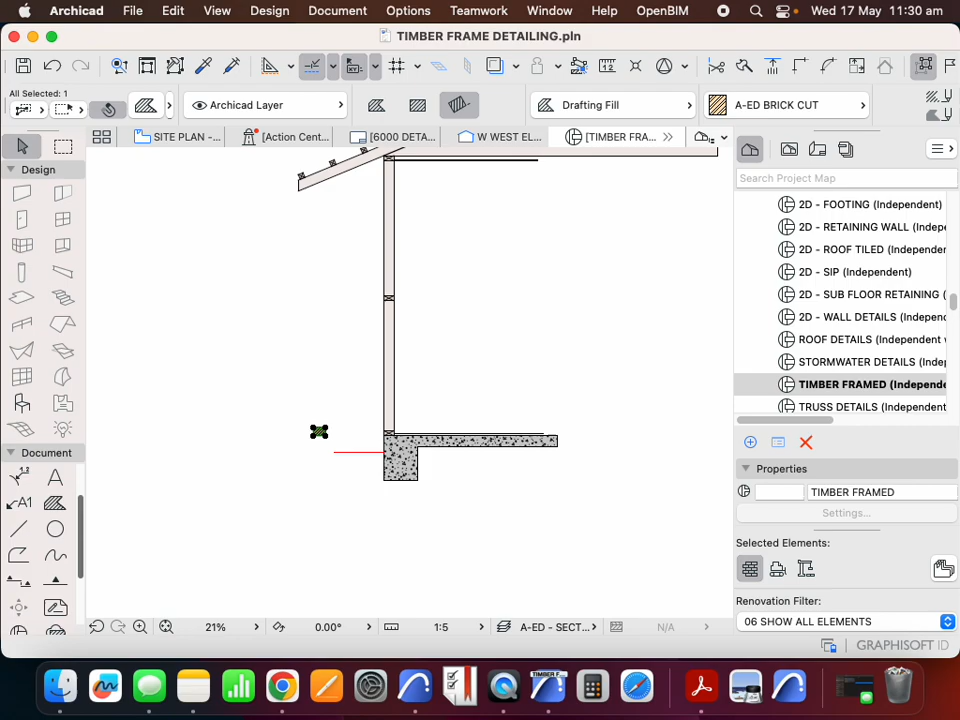 Archicad File Edit View Design Document Options Teamwork Window Help OpenBIM Wed 17 May 11:30 am
TIMBER FRAME DETAILING.pln
All Selected: 1
Archicad Layer
Drafting Fill
A-ED BRICK CUT
SITE PLAN -
[Action Cent...
[6000 DETA...
W WEST EL...
[TIMBER FRA...
Design
Search Project Map
2D - FOOTING (Independent)
2D - RETAINING WALL (Indepe
2D - ROOF TILED (Independer
2D - SIP (Independent)
2D - SUB FLOOR RETAINING (
2D - WALL DETAILS (Independ
ROOF DETAILS (Independent w
STORMWATER DETAILS (Inde
TIMBER FRAMED (Independe
TRUSS DETAILS (Independent
Document
A
A1
Properties
TIMBER FRAMED
Settings...
Selected Elements:
Renovation Filter:
06 SHOW ALL ELEMENTS
21% 0.00° 1:5 A-ED - SECT... N/A
GRAPHISOFT ID